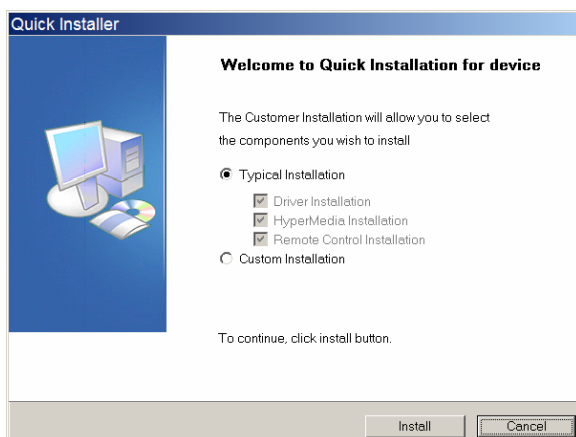 Quick Installer
Welcome to Quick Installation for device
The Customer Installation will allow you to select
the components you wish to install
Typical Installation
Driver Installation
HyperMedia Installation
Remote Control Installation
Custom Installation
To continue, click install button.
Install
Cancel